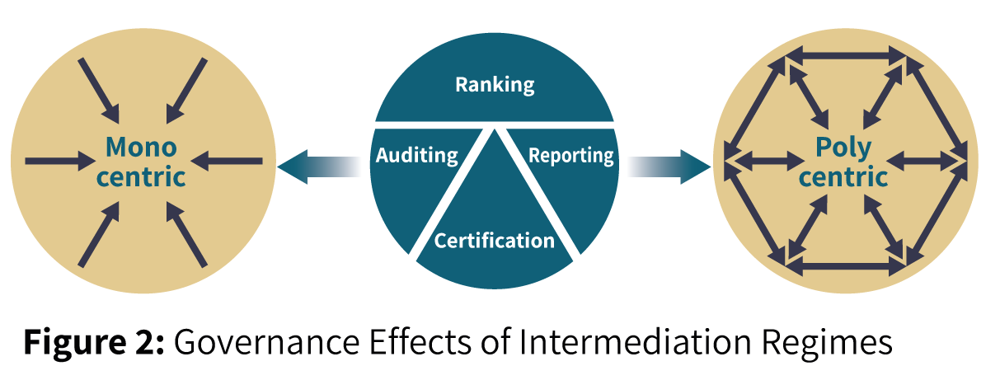 Mono
centric
Ranking
Auditing
Reporting
Certification
Poly
centric
Figure 2: Governance Effects of Intermediation Regimes